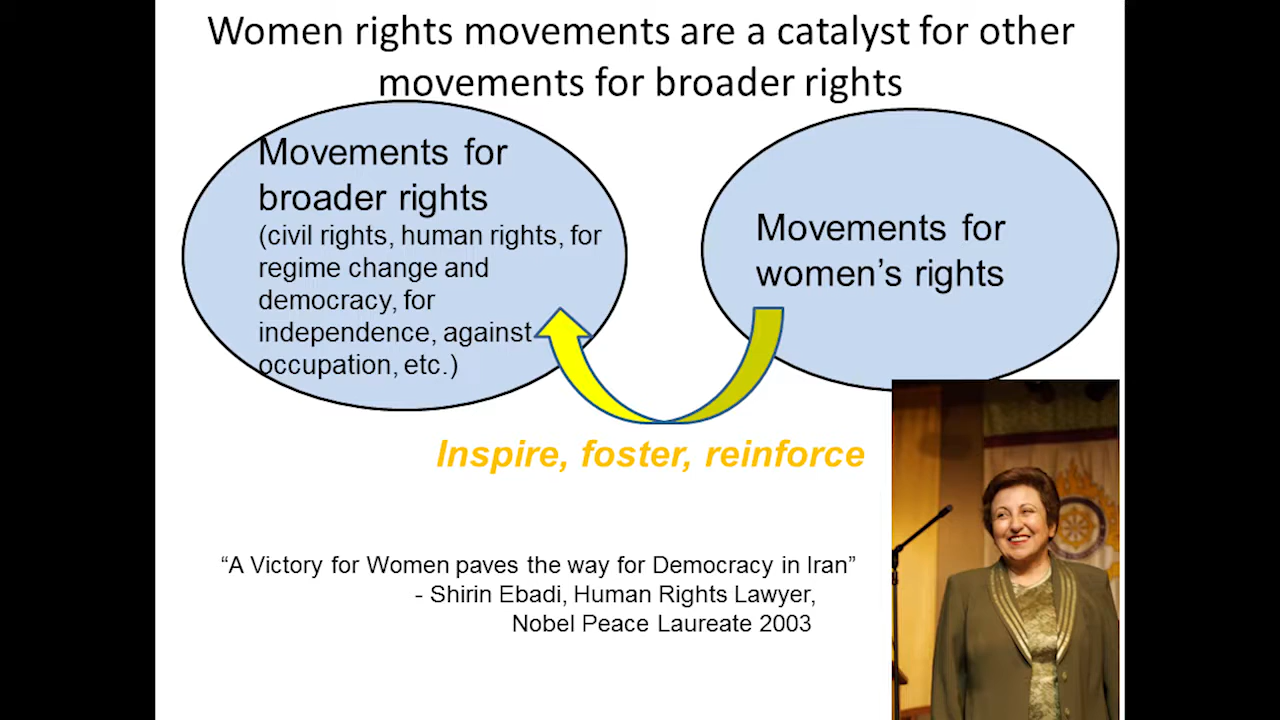 Women rights movements are a catalyst for other
movements for broader rights
Movements for
broader rights
(civil rights, human rights, for
regime change and
democracy, for
independence, against
occupation, etc.)
Movements for
women’s rights
Inspire, foster, reinforce
“A Victory for Women paves the way for Democracy in Iran”
- Shirin Ebadi, Human Rights Lawyer,
Nobel Peace Laureate 2003